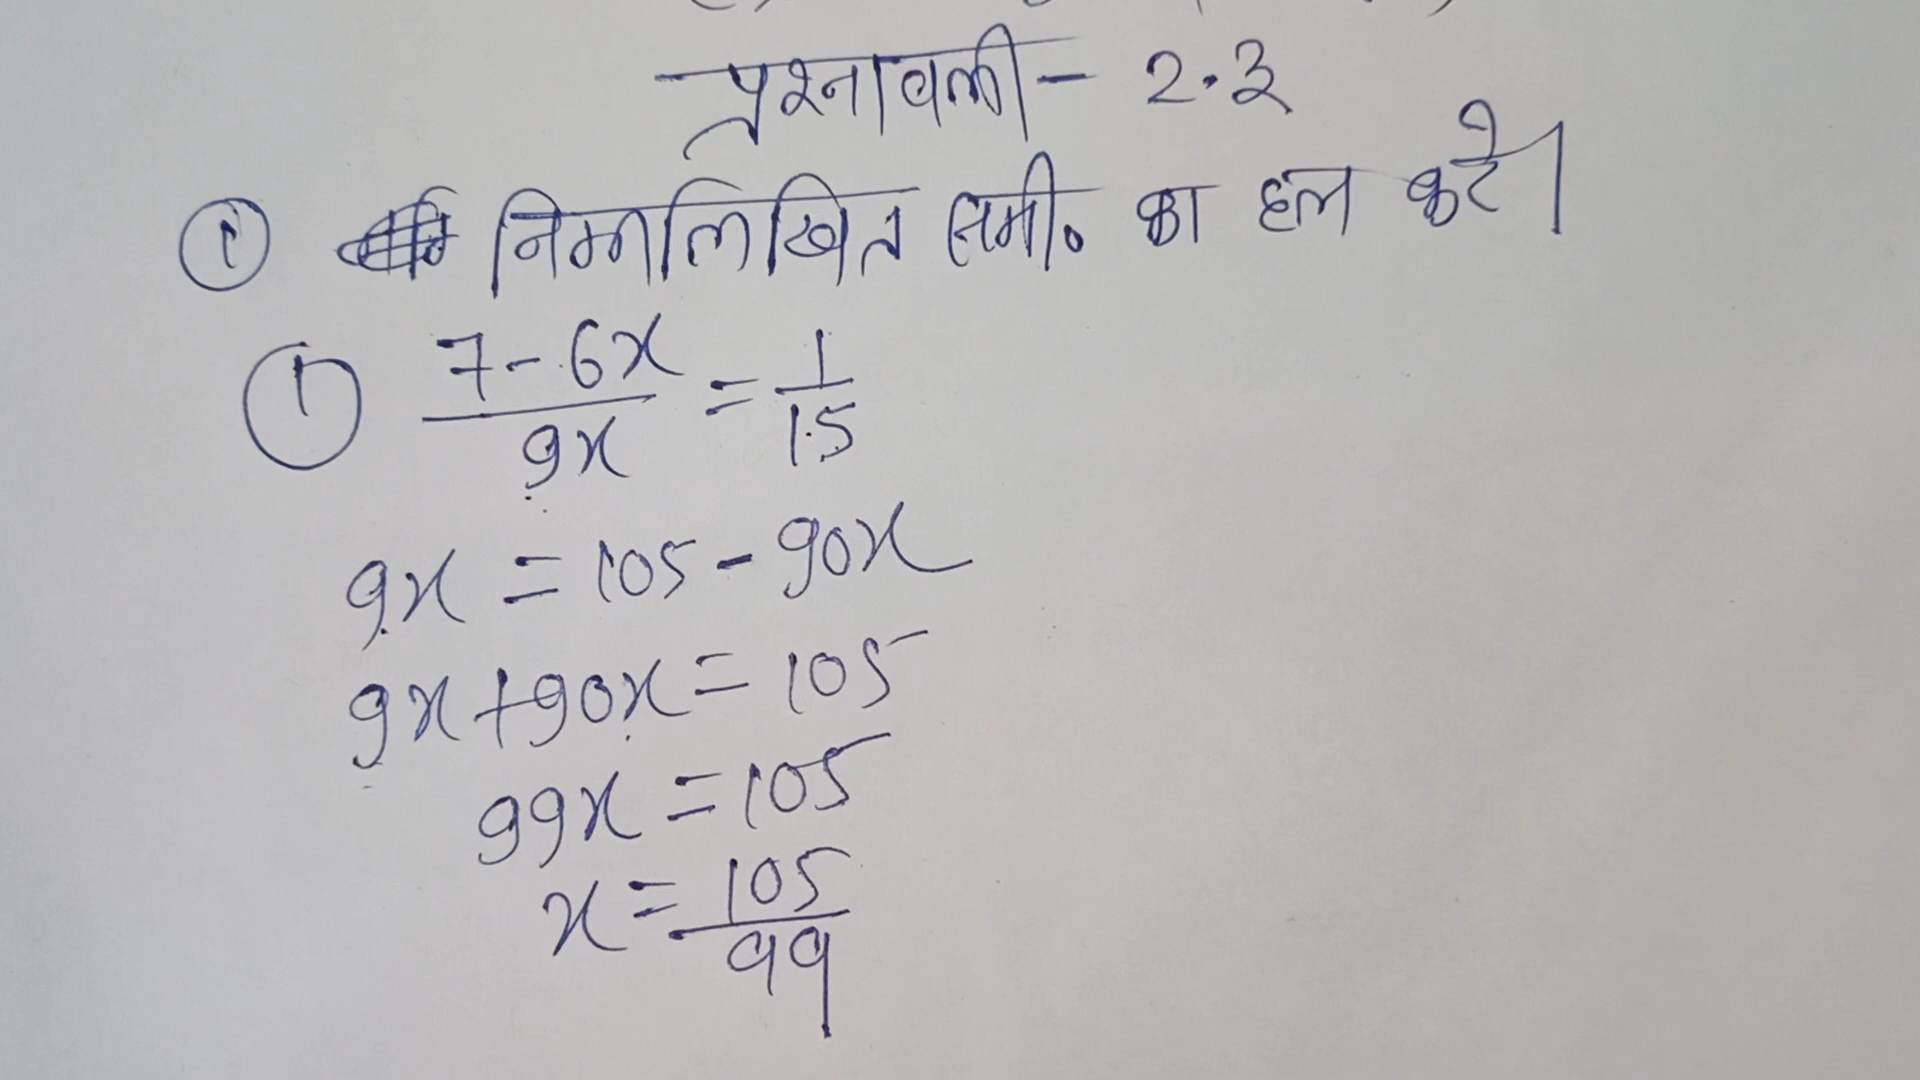 प्रश्नावली - 2.3
① निम्नलिखित समी॰ का हल करें।
① 7-6x/9x = 1/15
9x = 105 - 90x
9x+90x = 105
99x = 105
x = 105/99